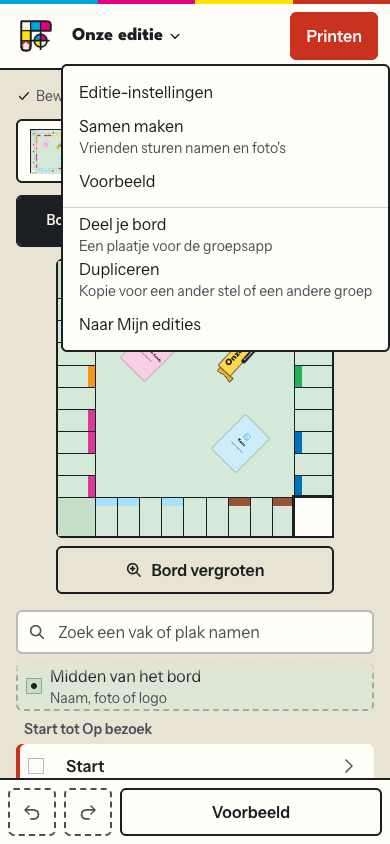 Onze editie
Printen
Editie-instellingen
Samen maken
Vrienden sturen namen en foto's
Voorbeeld
Deel je bord
Een plaatje voor de groepsapp
Dupliceren
Kopie voor een ander stel of een andere groep
Naar Mijn edities
Bord vergroten
Zoek een vak of plak namen
Midden van het bord
Naam, foto of logo
Start tot Op bezoek
Start
Voorbeeld